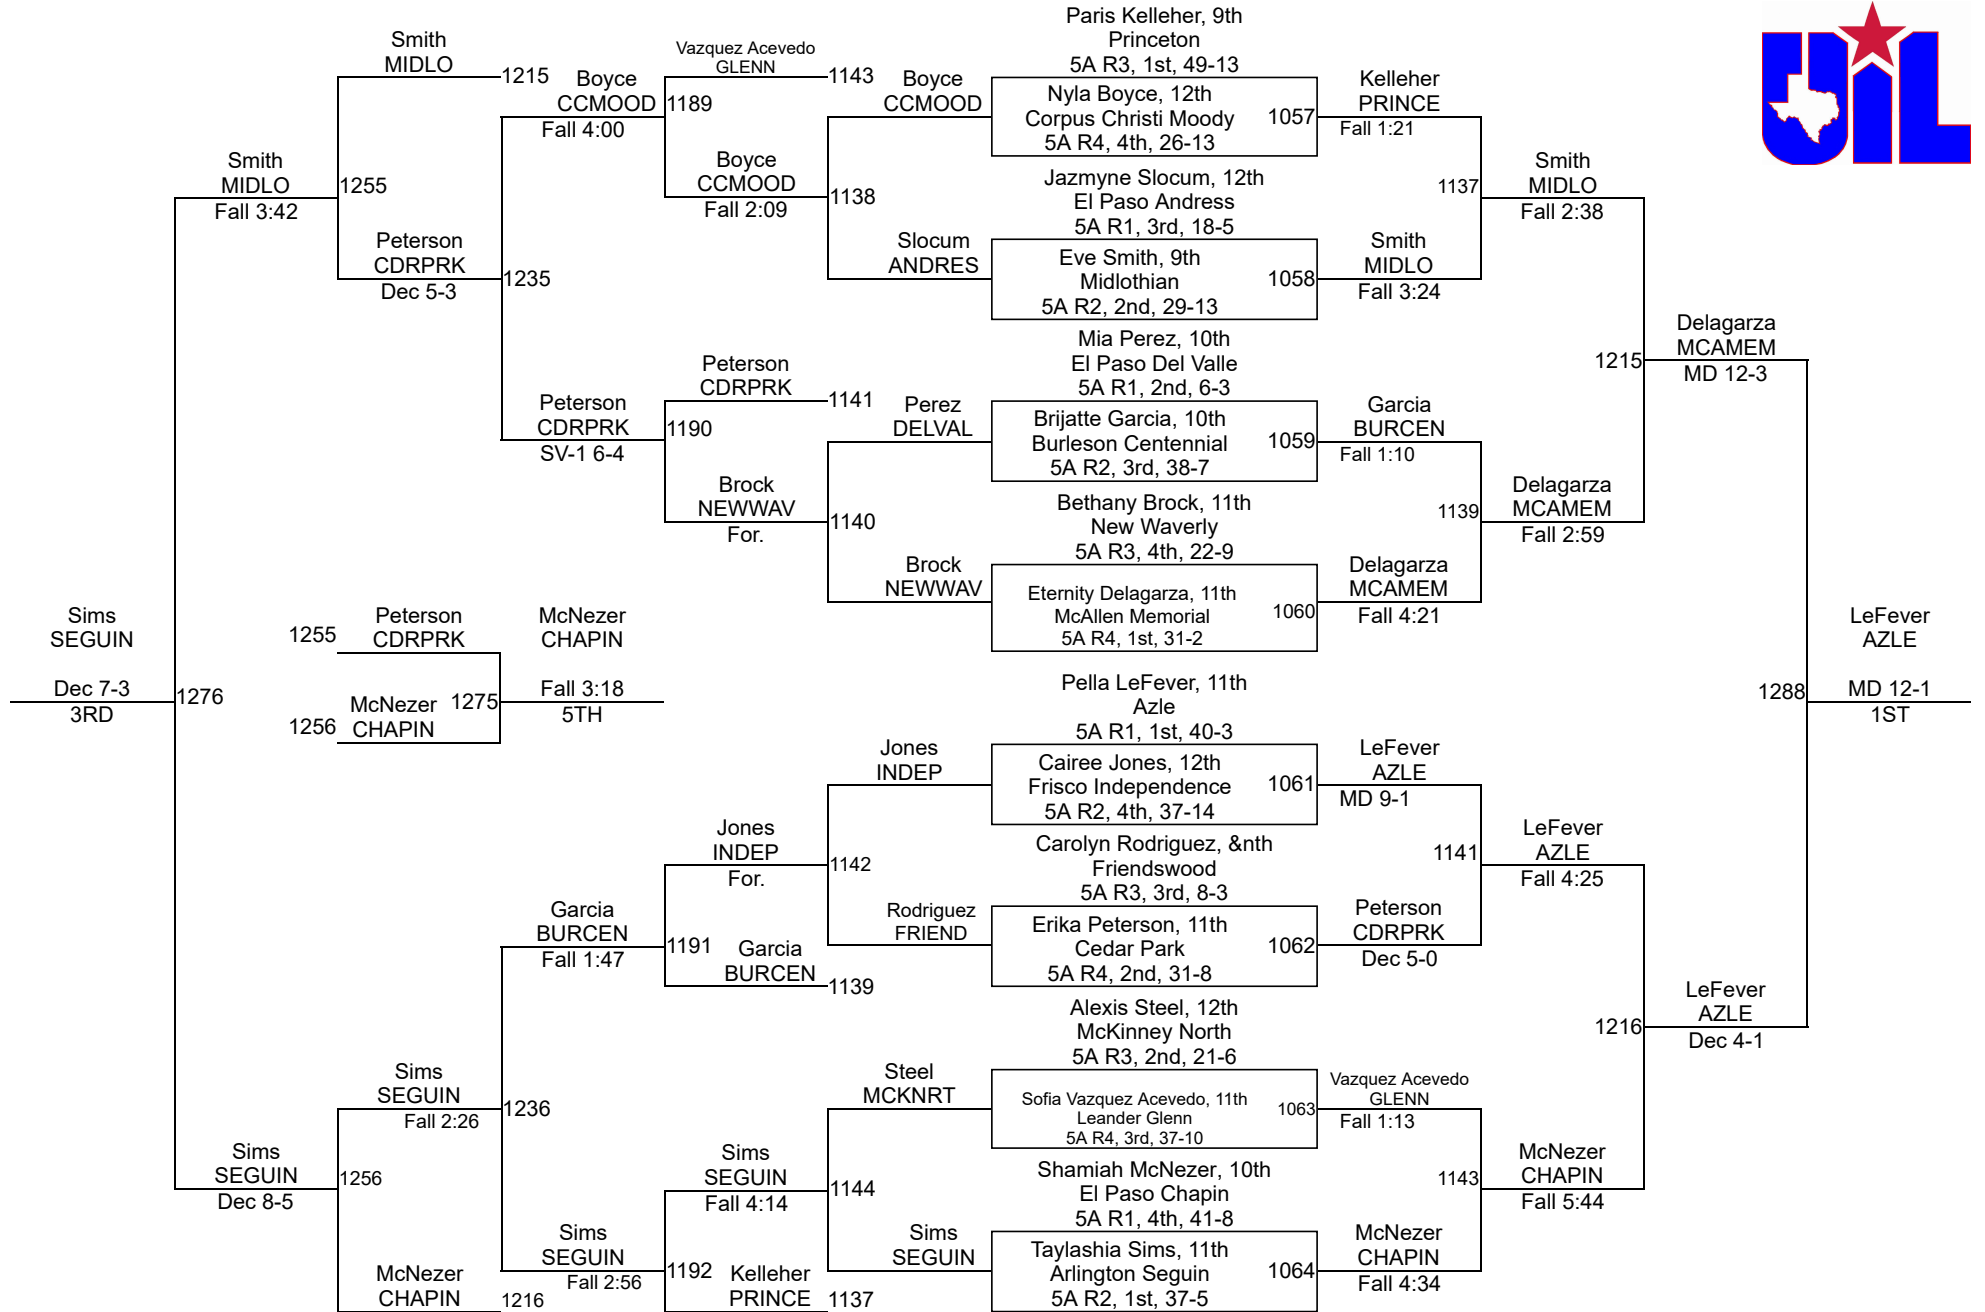 Smith
MIDLO
1215
Boyce
CCMOOD
Fall 4:00
1189
Vazquez Acevedo
GLENN
1143
Boyce
CCMOOD
Paris Kelleher, 9th
Princeton
5A R3, 1st, 49-13
Nyla Boyce, 12th
Corpus Christi Moody
5A R4, 4th, 26-13
1057
Kelleher
PRINCE
Fall 1:21
UIL
Smith
MIDLO
Fall 3:42
1255
Boyce
CCMOOD
Fall 2:09
1138
Jazmyne Slocum, 12th
El Paso Andress
5A R1, 3rd, 18-5
1137
Smith
MIDLO
Fall 2:38
Peterson
CDRPRK
Dec 5-3
1235
Slocum
ANDRES
Eve Smith, 9th
Midlothian
5A R2, 2nd, 29-13
1058
Smith
MIDLO
Fall 3:24
Delagarza
MCAMEM
MD 12-3
1215
Peterson
CDRPRK
1141
Mia Perez, 10th
El Paso Del Valle
5A R1, 2nd, 6-3
Peterson
CDRPRK
SV-1 6-4
1190
Perez
DELVAL
Brijatte Garcia, 10th
Burleson Centennial
5A R2, 3rd, 38-7
1059
Garcia
BURCEN
Fall 1:10
Brock
NEWWAV
For.
1140
Bethany Brock, 11th
New Waverly
5A R3, 4th, 22-9
1139
Delagarza
MCAMEM
Fall 2:59
Brock
NEWWAV
Eternity Delagarza, 11th
McAllen Memorial
5A R4, 1st, 31-2
1060
Delagarza
MCAMEM
Fall 4:21
Sims
SEGUIN
Dec 7-3
3RD
1276
1255
Peterson
CDRPRK
1256
McNezer
CHAPIN
1275
McNezer
CHAPIN
Fall 3:18
5TH
1288
LeFever
AZLE
MD 12-1
1ST
Pella LeFever, 11th
Azle
5A R1, 1st, 40-3
Jones
INDEP
Cairee Jones, 12th
Frisco Independence
5A R2, 4th, 37-14
1061
LeFever
AZLE
MD 9-1
Jones
INDEP
For.
1142
Carolyn Rodriguez, &nth
Friendswood
5A R3, 3rd, 8-3
1141
LeFever
AZLE
Fall 4:25
Garcia
BURCEN
Fall 1:47
1191
Garcia
BURCEN
1139
Rodriguez
FRIEND
Erika Peterson, 11th
Cedar Park
5A R4, 2nd, 31-8
1062
Peterson
CDRPRK
Dec 5-0
1216
LeFever
AZLE
Dec 4-1
Alexis Steel, 12th
McKinney North
5A R3, 2nd, 21-6
Sims
SEGUIN
Fall 2:26
1236
Steel
MCKNRT
Sofia Vazquez Acevedo, 11th
Leander Glenn
5A R4, 3rd, 37-10
1063
Vazquez Acevedo
GLENN
Fall 1:13
Sims
SEGUIN
Dec 8-5
1256
Sims
SEGUIN
Fall 4:14
1144
Shamiah McNezer, 10th
El Paso Chapin
5A R1, 4th, 41-8
1143
McNezer
CHAPIN
Fall 5:44
McNezer
CHAPIN
1216
Sims
SEGUIN
Fall 2:56
1192
Kelleher
PRINCE
1137
Sims
SEGUIN
Taylashia Sims, 11th
Arlington Seguin
5A R2, 1st, 37-5
1064
McNezer
CHAPIN
Fall 4:34